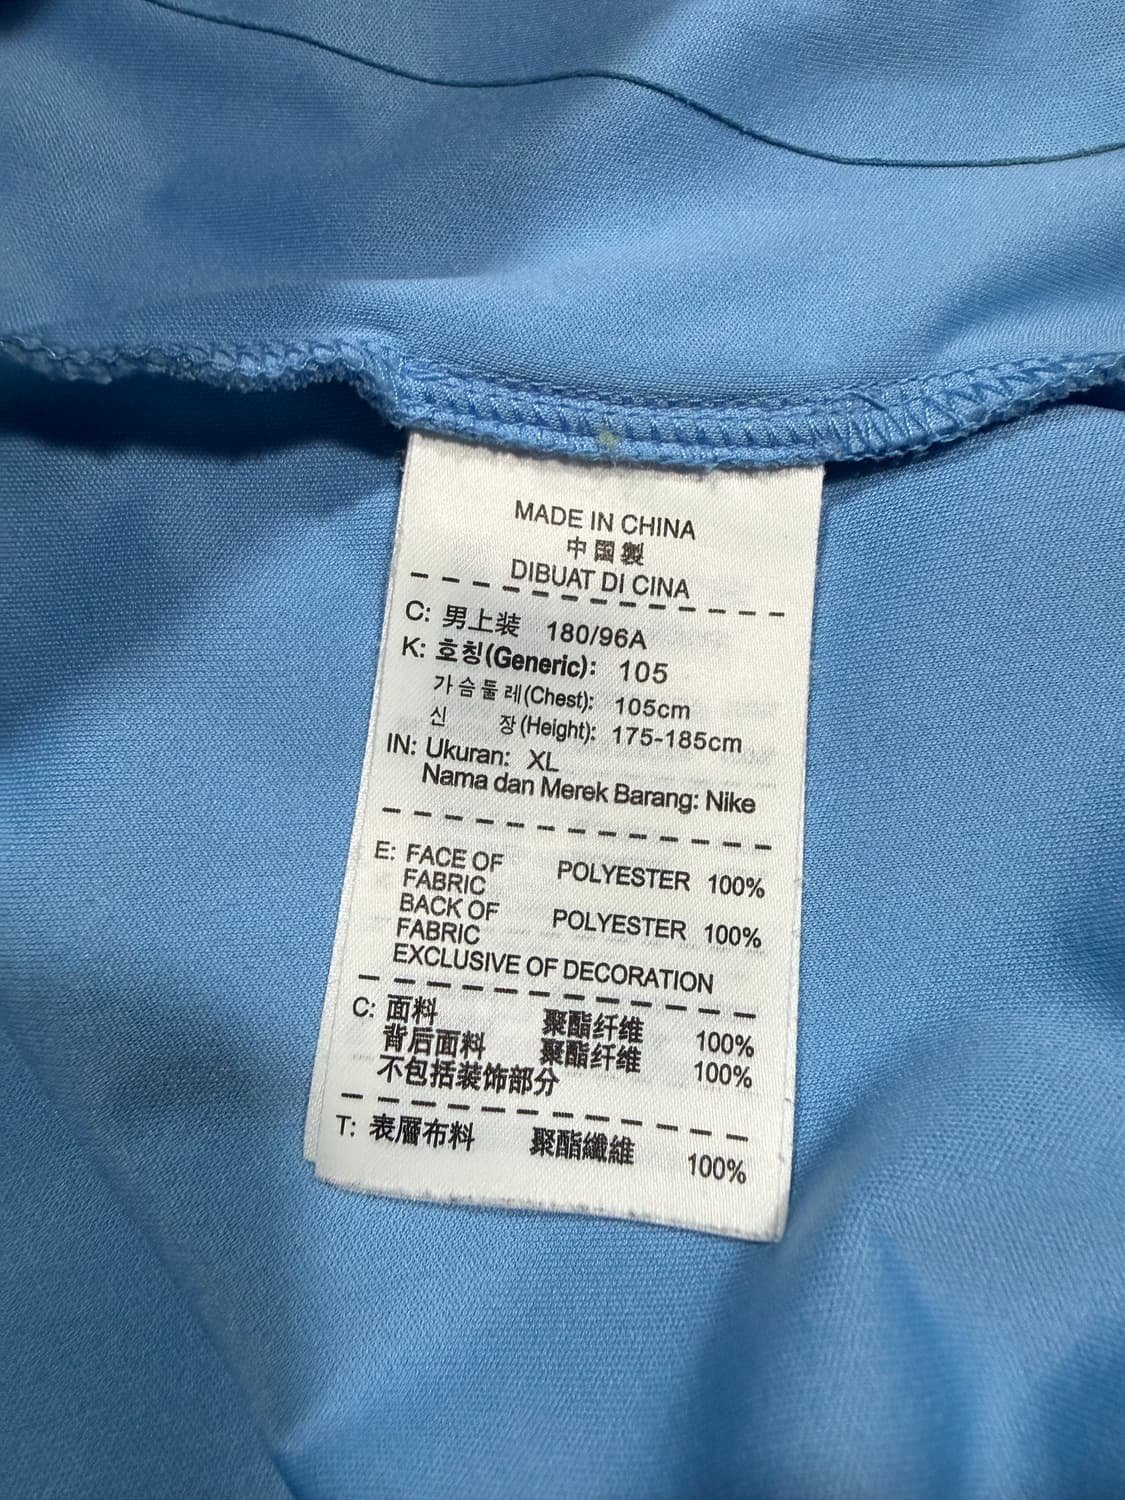 MADE IN CHINA
中国製
DIBUAT DI CINA
C: 男上装 180/96A
K: 호칭(Generic): 105
가슴둘레(Chest): 105cm
신 장(Height): 175-185cm
IN: Ukuran: XL
Nama dan Merek Barang: Nike
E: FACE OF FABRIC POLYESTER 100%
BACK OF FABRIC POLYESTER 100%
EXCLUSIVE OF DECORATION
C: 面料 聚酯纤维 100%
背后面料 聚酯纤维 100%
不包括装饰部分
T: 表層布料 聚酯纖維 100%